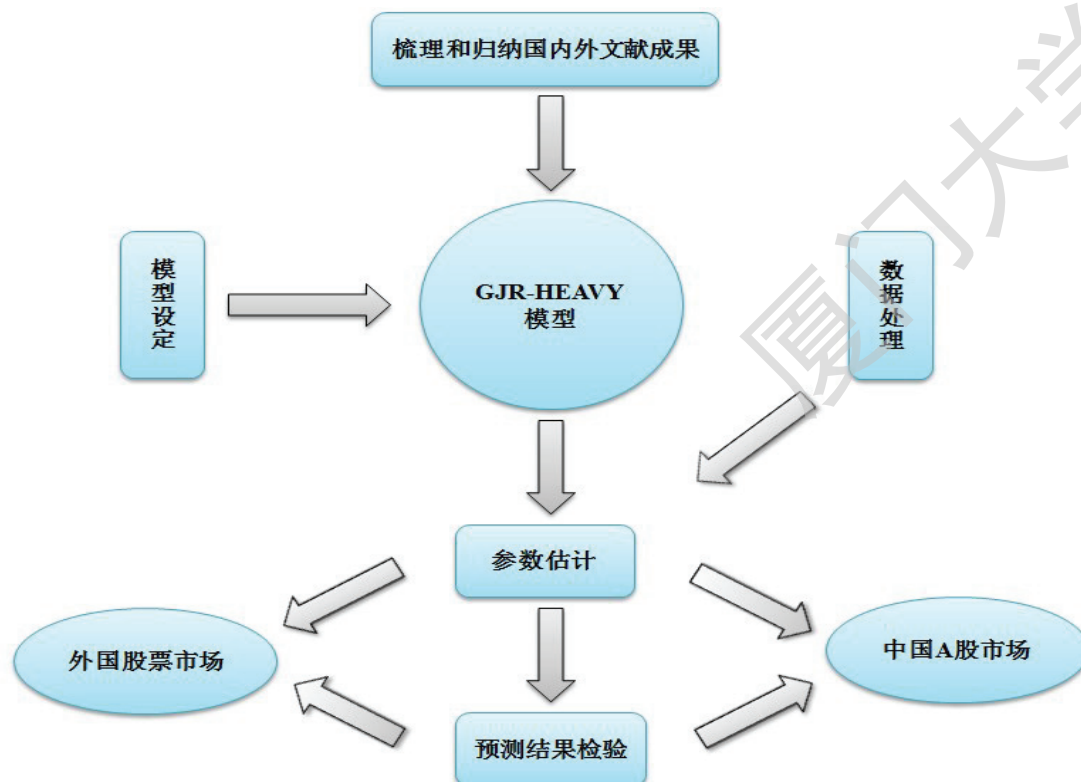 梳理和归纳国内外文献成果
模型设定
GJR-HEAVY
模型
数据处理
参数估计
外国股票市场
中国A股市场
预测结果检验
厦门大学